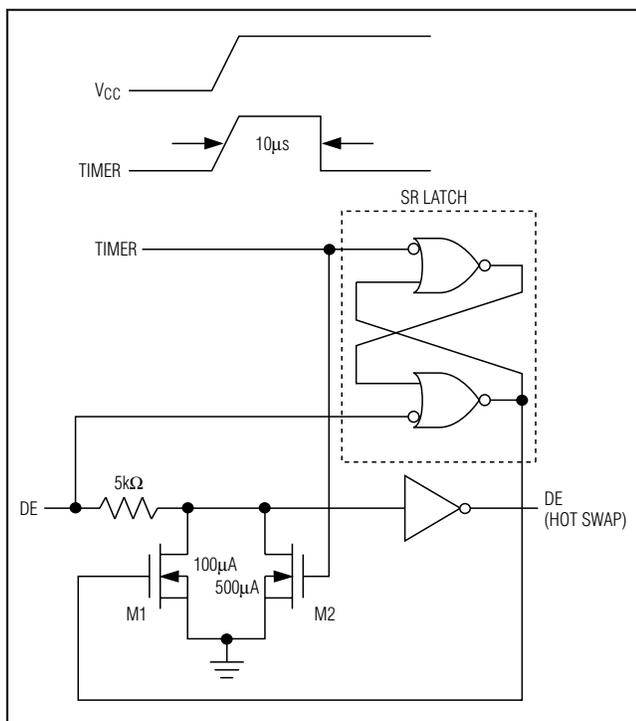 VCC
10μs
TIMER
SR LATCH
TIMER
5kΩ
DE
DE
(HOT SWAP)
100μA
500μA
M1
M2